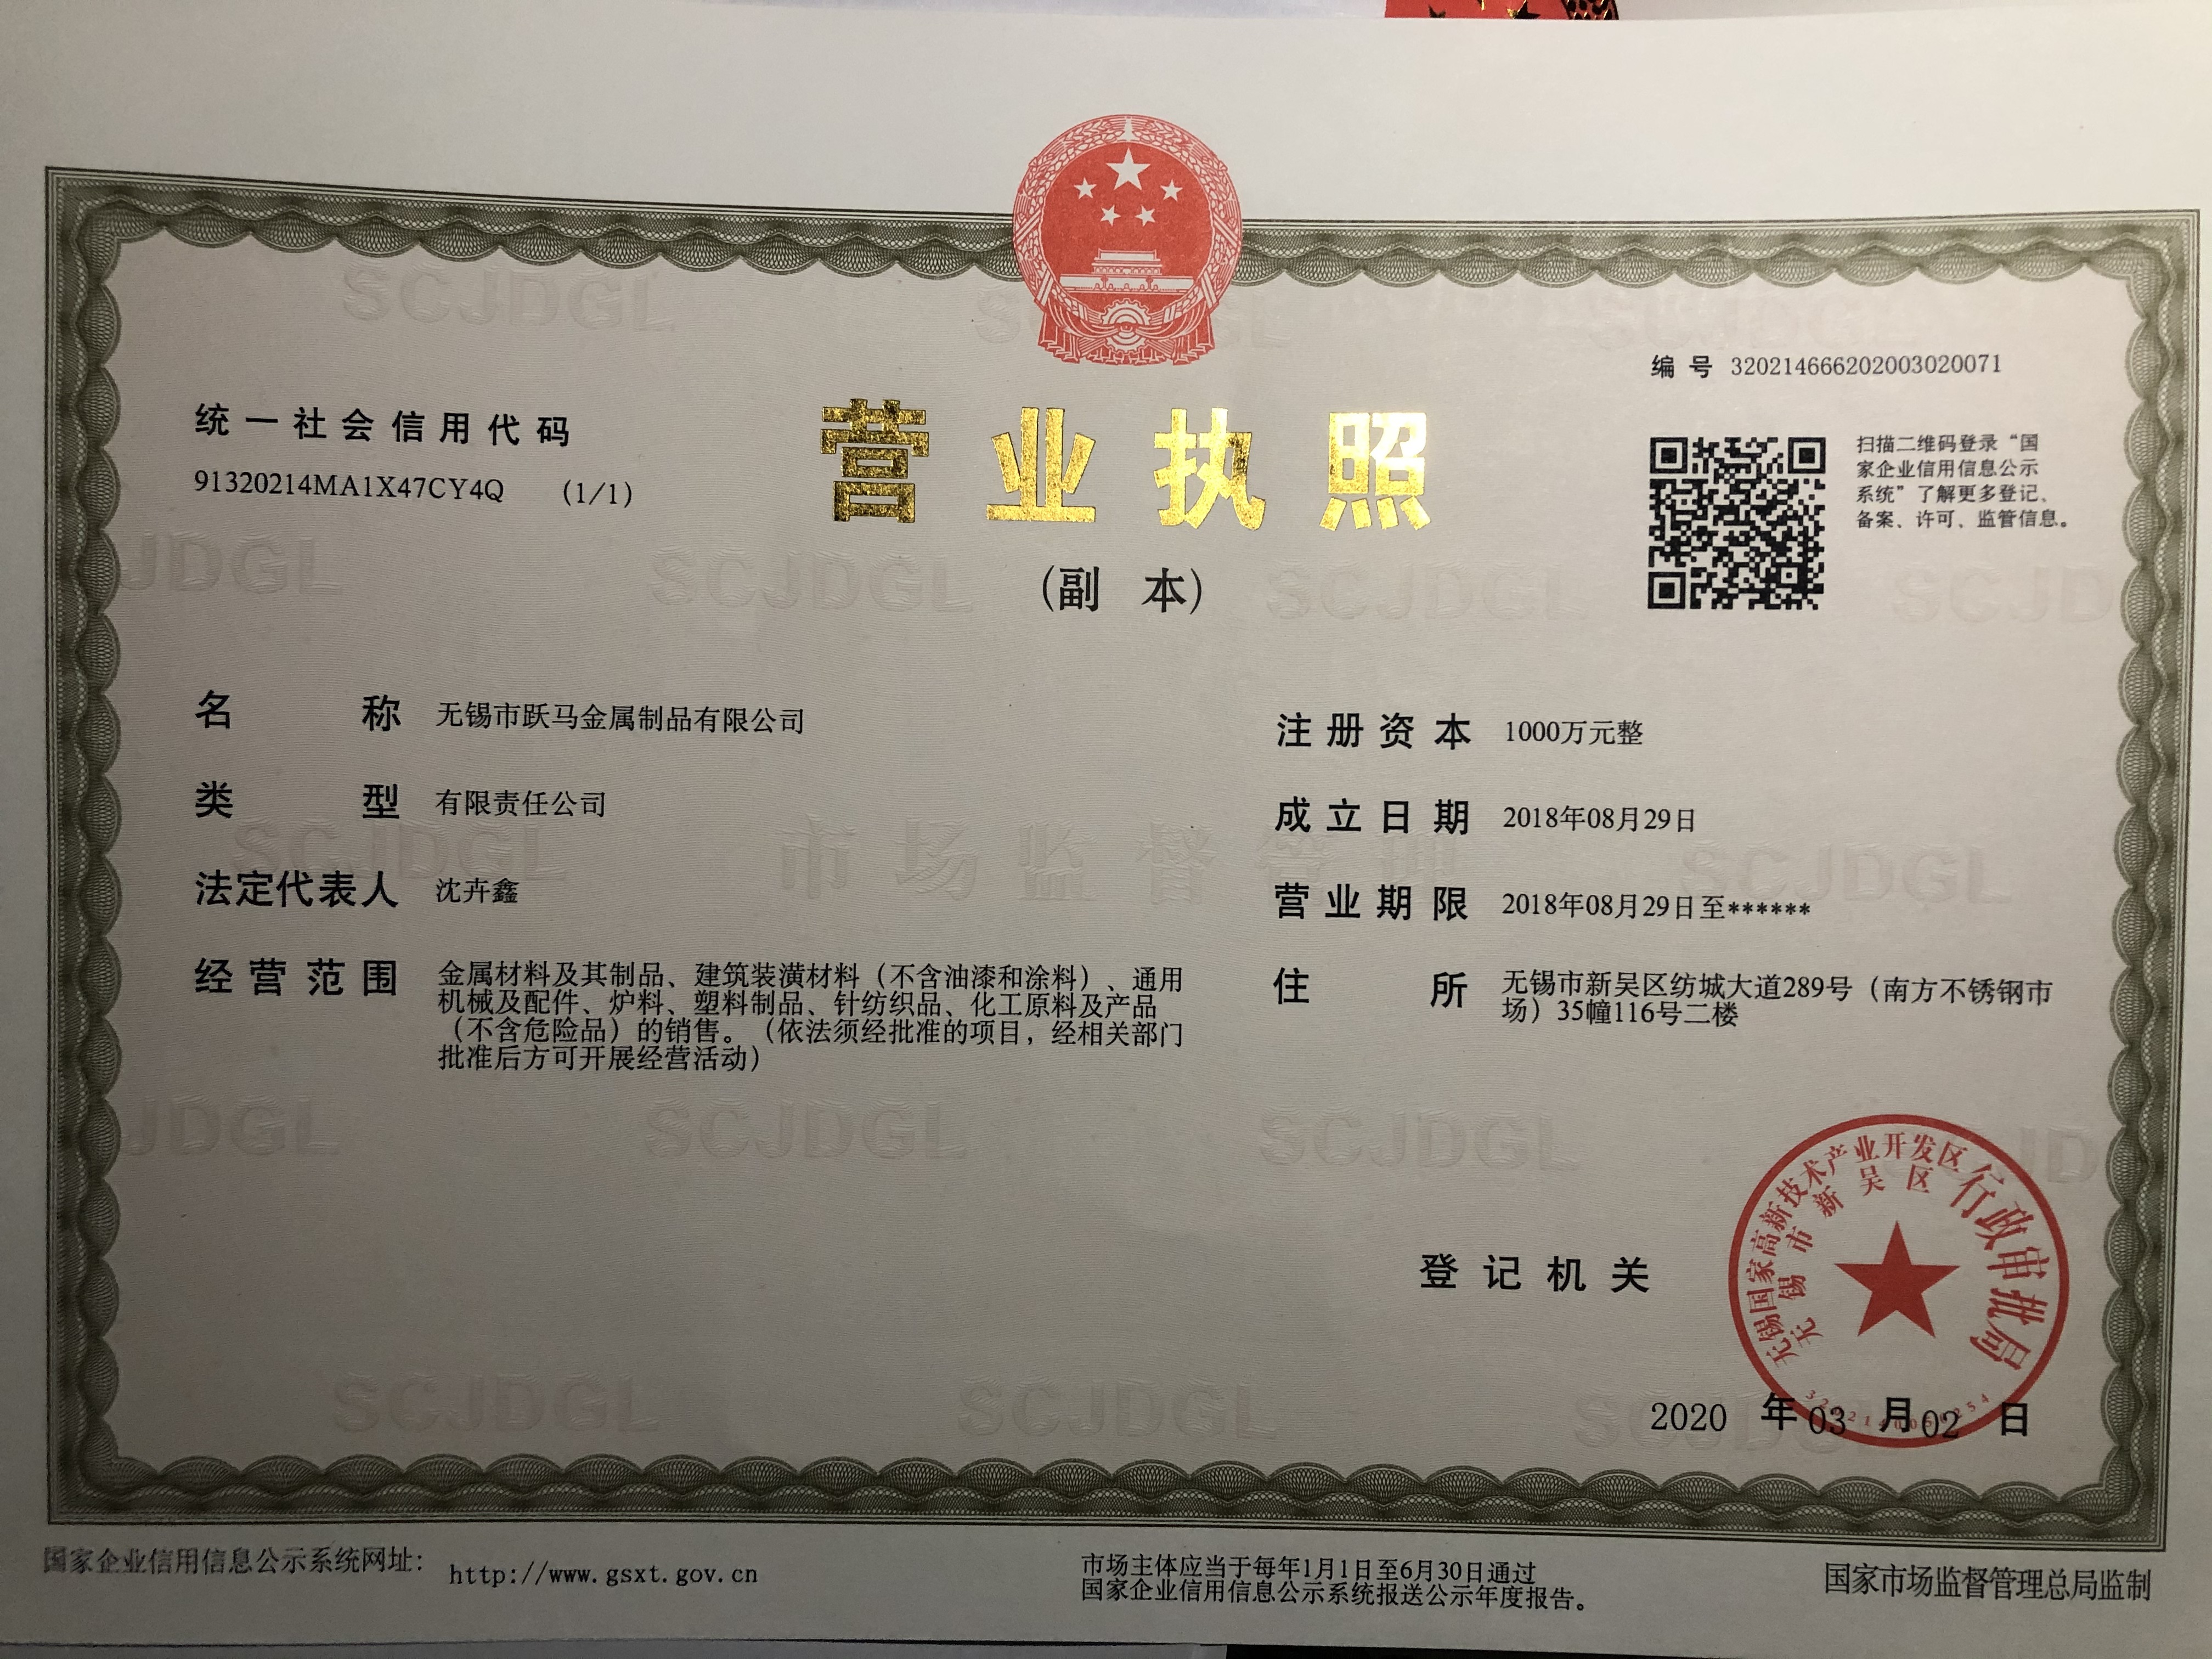 编号 320214666202003020071
统一社会信用代码
91320214MA1X47CY4Q (1/1)
营业执照
(副 本)
扫描二维码登录“国
家企业信用信息公示
系统”了解更多登记、
备案、许可、监管信息。
名称 无锡市跃马金属制品有限公司
类型 有限责任公司
法定代表人 沈卉鑫
经营范围 金属材料及其制品、建筑装潢材料（不含油漆和涂料）、通用
机械及配件、炉料、塑料制品、针纺织品、化工原料及产品
（不含危险品）的销售。（依法须经批准的项目，经相关部门
批准后方可开展经营活动）
注册资本 1000万元整
成立日期 2018年08月29日
营业期限 2018年08月29日至******
住所 无锡市新吴区纺城大道289号（南方不锈钢市
场）35幢116号二楼
SCJDGL
市场监督管理
登记机关
无锡国家高新技术产业开发区
无锡市新吴区
行政审批局
2020 年 03 月 02 日
国家企业信用信息公示系统网址： http://www.gsxt.gov.cn
市场主体应当于每年1月1日至6月30日通过
国家企业信用信息公示系统报送公示年度报告。
国家市场监督管理总局监制